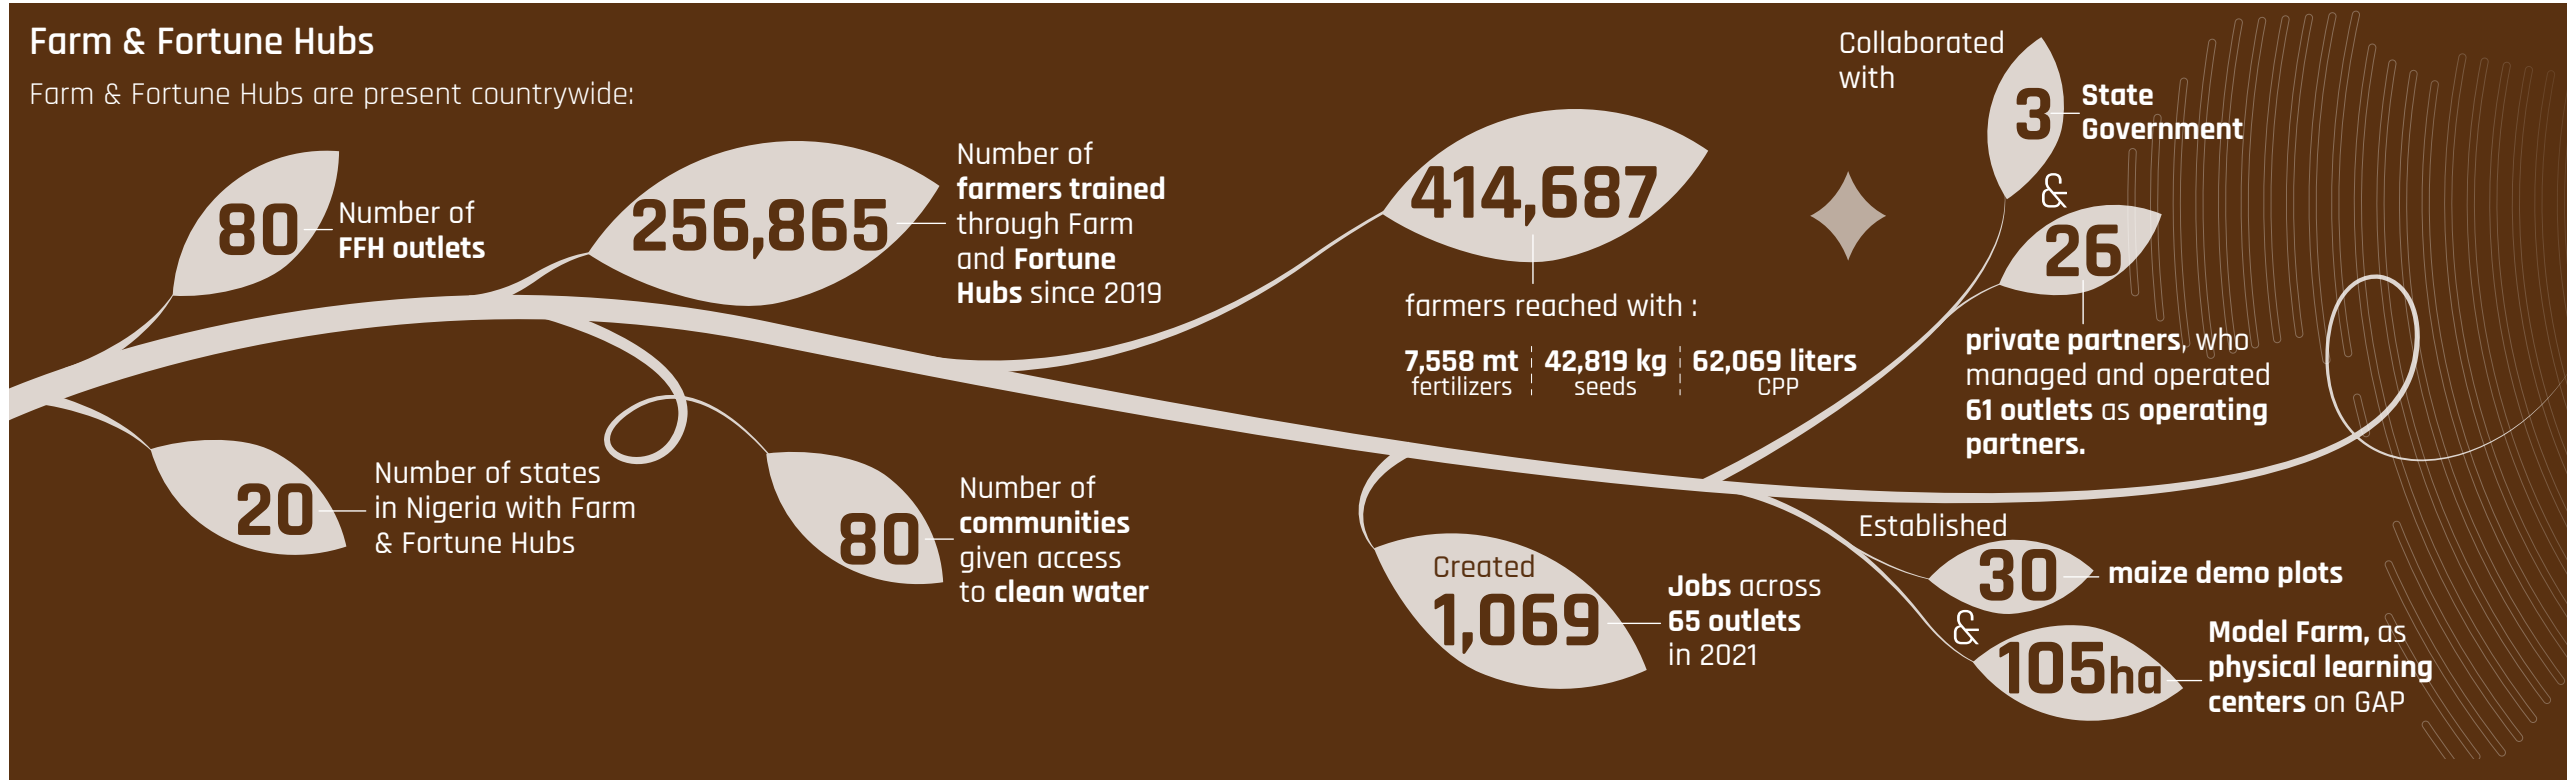 Farm & Fortune Hubs
Farm & Fortune Hubs are present countrywide:
80
Number of
FFH outlets
256,865
Number of
farmers trained
through Farm
and Fortune
Hubs since 2019
414,687
farmers reached with :
7,558 mt
fertilizers
42,819 kg
seeds
62,069 liters
CPP
Collaborated
with
3
State
Government
&
26
private partners, who
managed and operated
61 outlets as operating
partners.
20
Number of states
in Nigeria with Farm
& Fortune Hubs
80
Number of
communities
given access
to clean water
Created
1,069
Jobs across
65 outlets
in 2021
Established
30
maize demo plots
&
105ha
Model Farm, as
physical learning
centers on GAP